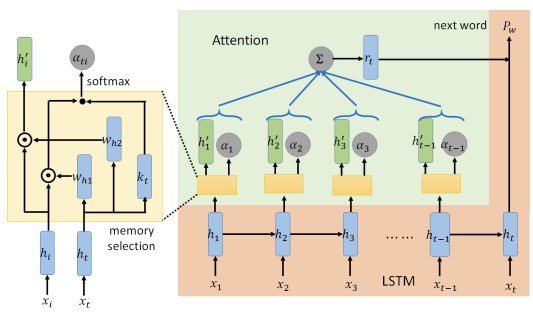 next word
P_w
Attention
h'_i
α_ti
softmax
Σ
r_t
w_h2
w_h1
k_t
memory
selection
h'_1
α_1
h'_2
α_2
h'_3
α_3
h'_t−1
α_t−1
h_i
h_t
h_1
h_2
h_3
......
h_t−1
h_t
x_i
x_t
x_1
x_2
x_3
x_t−1
x_t
LSTM